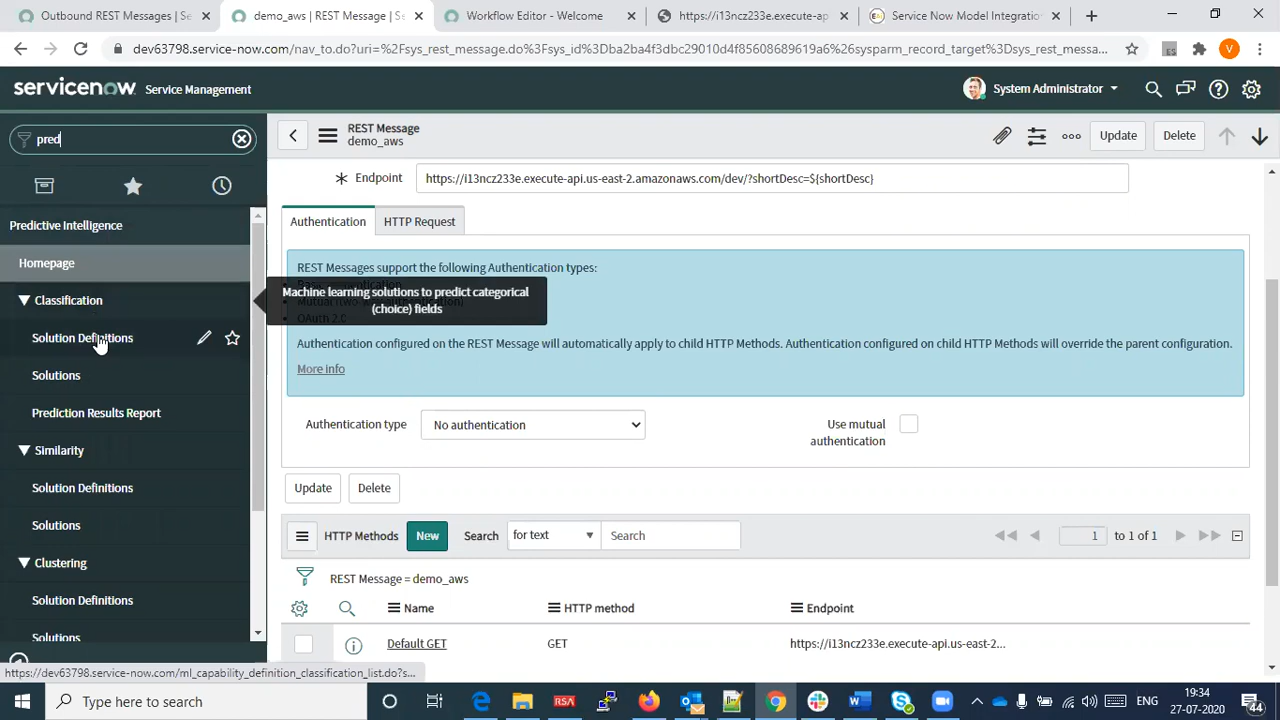 Outbound REST Messages | Se
demo_aws | REST Message | Se
Workflow Editor - Welcome
https://i13ncz233e.execute-ap
Service Now Model Integration
dev63798.service-now.com/nav_to.do?uri=%2Fsys_rest_message.do%3Fsys_id%3Dba2ba4f3dbc29010d4f85608689619a6%26sysparm_record_target%3Dsys_rest_messa...
V
servicenow Service Management
System Administrator
pred
REST Message
demo_aws
Update
Delete
Endpoint
https://i13ncz233e.execute-api.us-east-2.amazonaws.com/dev/?shortDesc=${shortDesc}
Predictive Intelligence
Homepage
Classification
Solution Definitions
Solutions
Prediction Results Report
Similarity
Solution Definitions
Solutions
Clustering
Solution Definitions
Solutions
Machine learning solutions to predict categorical
(choice) fields
Authentication
HTTP Request
REST Messages support the following Authentication types:
OAuth 2.0
Authentication configured on the REST Message will automatically apply to child HTTP Methods. Authentication configured on child HTTP Methods will override the parent configuration.
More info
Authentication type
No authentication
Use mutual
authentication
Update
Delete
HTTP Methods
New
Search
for text
Search
1
to 1 of 1
REST Message = demo_aws
Name
HTTP method
Endpoint
Default GET
GET
https://i13ncz233e.execute-api.us-east-2...
https://dev63798.service-now.com/ml_capability_definition_classification_list.do?s...
Type here to search
RSA
ENG
19:34
27-07-2020
44